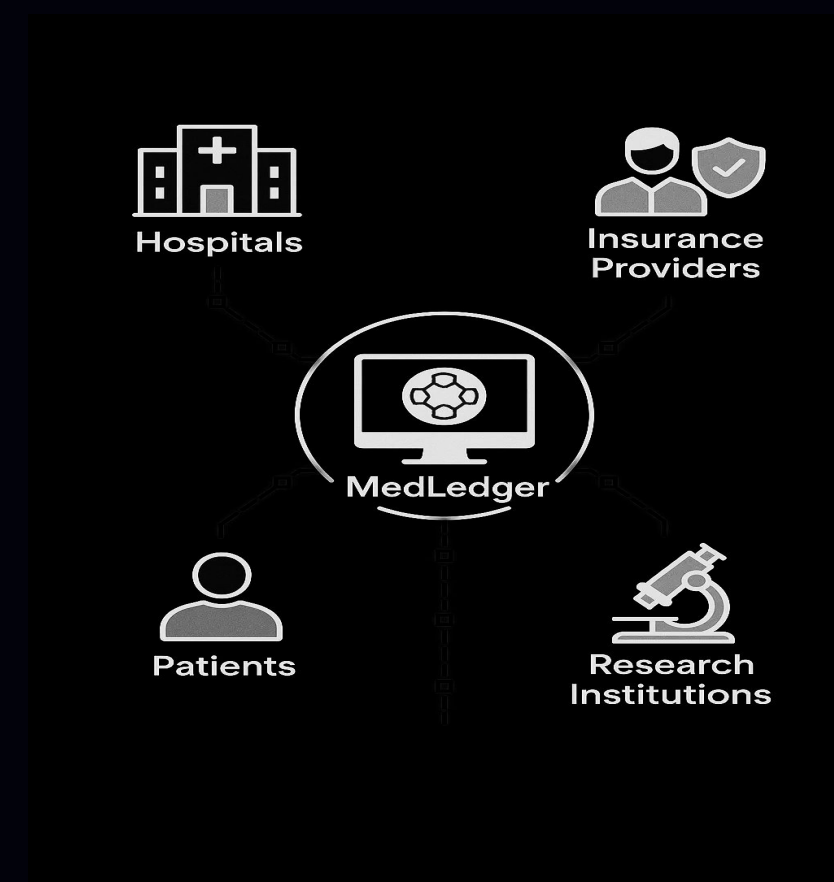 Hospitals
Insurance
Providers
MedLedger
Patients
Research
Institutions